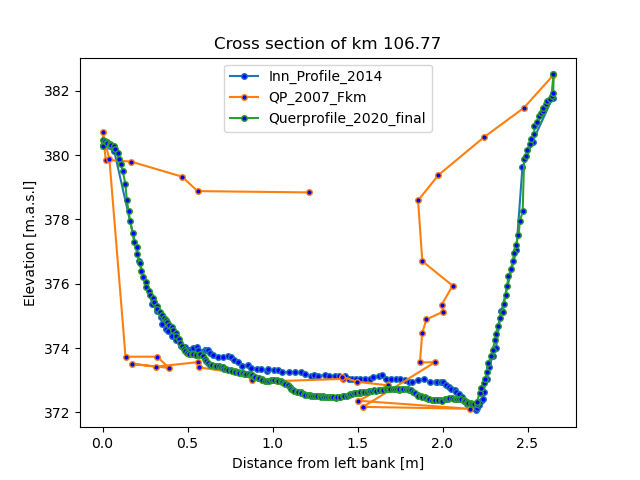 Cross section of km 106.77
Inn_Profile_2014
QP_2007_Fkm
Querprofile_2020_final
Elevation [m.a.s.l]
382
380
378
376
374
372
0.0 0.5 1.0 1.5 2.0 2.5
Distance from left bank [m]